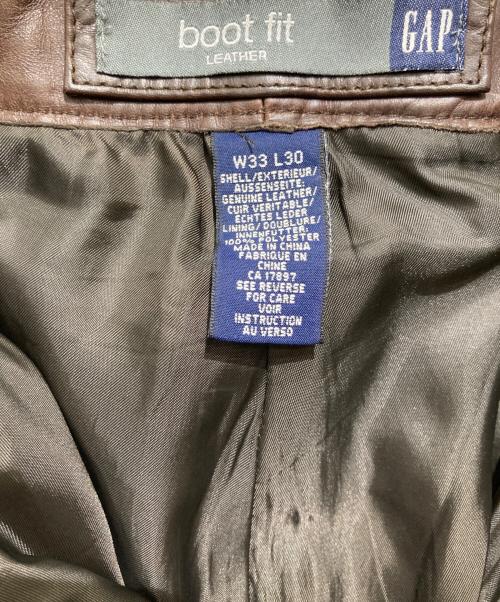 boot fit
LEATHER
GAP
W33 L30
SHELL/EXTERIEUR/
AUSSENSEITE:
GENUINE LEATHER/
CUIR VERITABLE/
ECHTES LEDER
LINING/DOUBLURE/
INNENFUTTER:
100% POLYESTER
MADE IN CHINA
FABRIQUE EN
CHINE
CA 17897
SEE REVERSE
FOR CARE
VOIR
INSTRUCTION
AU VERSO